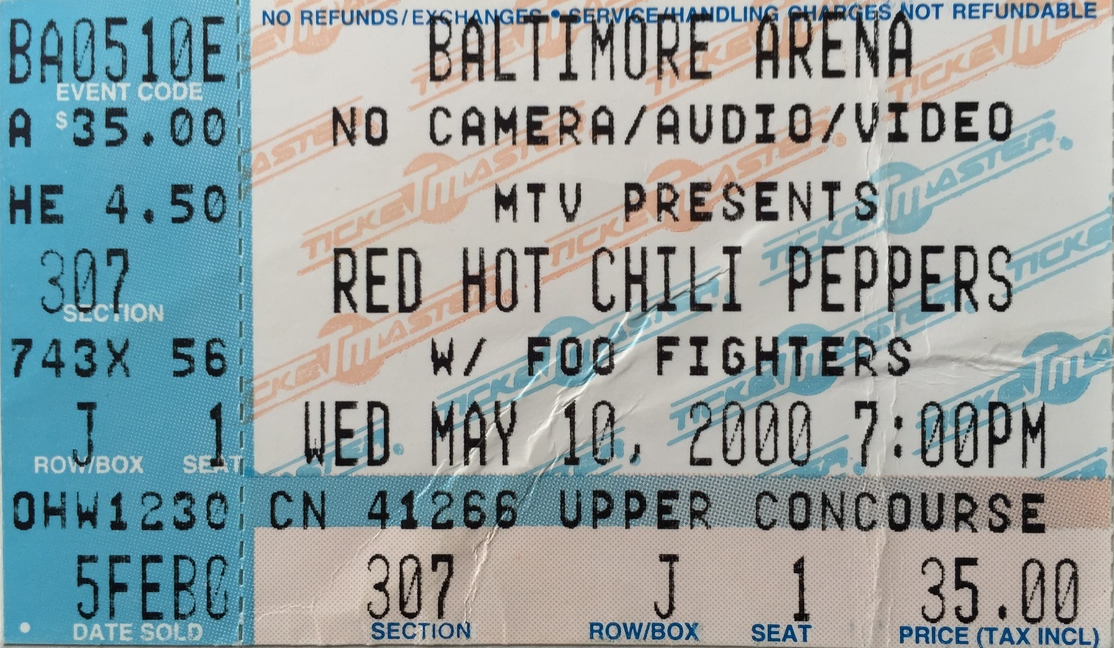 NO REFUNDS/EXCHANGES • SERVICE/HANDLING CHARGES NOT REFUNDABLE
BA0510E
EVENT CODE
A $35.00
HE 4.50
307
SECTION
743X 56
J 1
ROW/BOX SEAT
OHW1230
5FEB0
DATE SOLD
BALTIMORE ARENA
NO CAMERA/AUDIO/VIDEO
MTV PRESENTS
RED HOT CHILI PEPPERS
W/ FOO FIGHTERS
WED MAY 10, 2000 7:00PM
CN 41266 UPPER CONCOURSE
307 J 1 35.00
SECTION ROW/BOX SEAT PRICE (TAX INCL)
TICKETMASTER